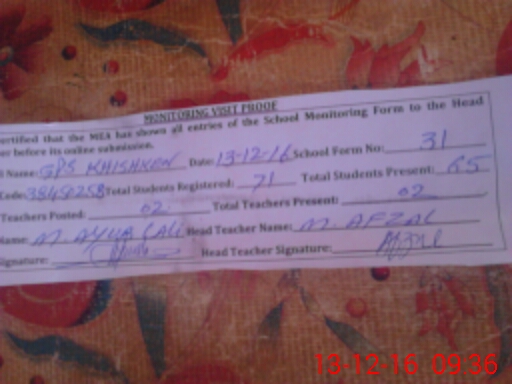 MONITORING VISIT PROOF
ertified that the MEA has shown all entries of the School Monitoring Form to the Head
er before its online submission.
l Name: GPS KHISHKEN Date: 13-12-16 School Form No: 31
Code: 38490258 Total Students Registered: 71 Total Students Present: 65
Teachers Posted: 02 Total Teachers Present: 02
Name: M. AYUB Head Teacher Name: M AFZAL
Signature: Head Teacher Signature: Afzal
13-12-16 09:36